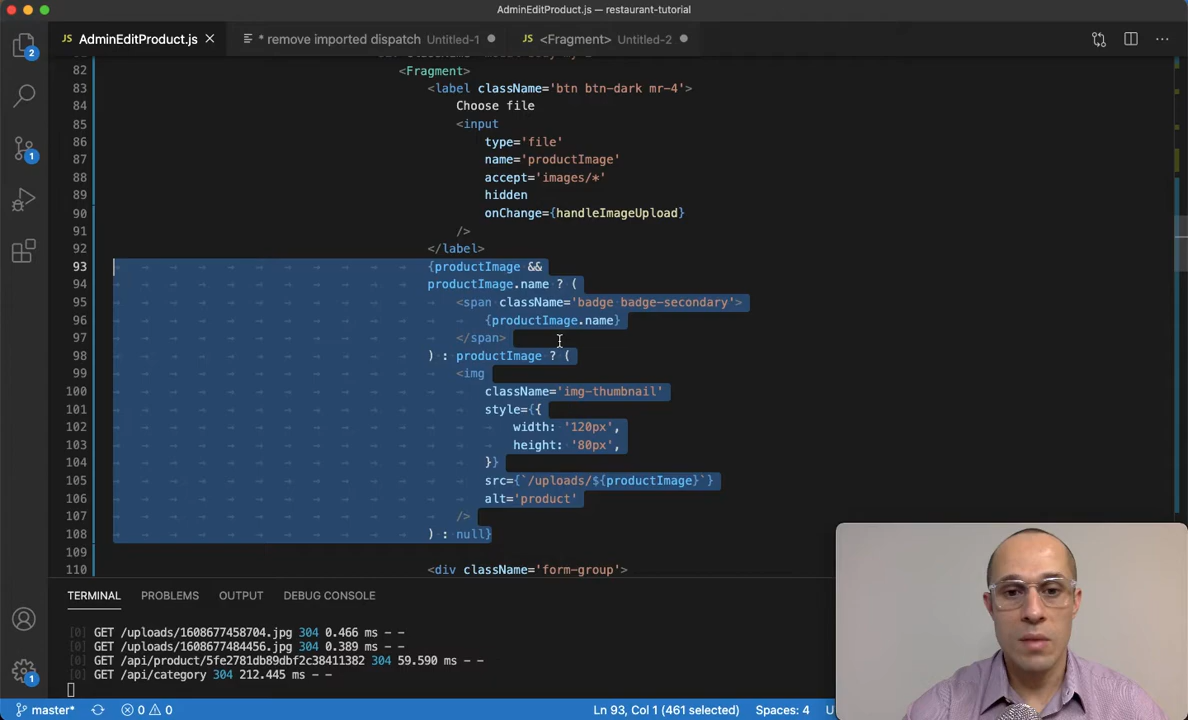 AdminEditProduct.js — restaurant-tutorial
JS AdminEditProduct.js × * remove imported dispatch Untitled-1 JS <Fragment> Untitled-2
82 <Fragment>
83 <label className='btn btn-dark mr-4'>
84 Choose file
85 <input
86 type='file'
87 name='productImage'
88 accept='images/*'
89 hidden
90 onChange={handleImageUpload}
91 />
92 </label>
93 {productImage &&
94 productImage.name ? (
95 <span className='badge badge-secondary'>
96 {productImage.name}
97 </span>
98 ) : productImage ? (
99 <img
100 className='img-thumbnail'
101 style={{
102 width: '120px',
103 height: '80px',
104 }}
105 src={`/uploads/${productImage}`}
106 alt='product'
107 />
108 ) : null}
109
110 <div className='form-group'>
2
1
1
TERMINAL PROBLEMS OUTPUT DEBUG CONSOLE
[0] GET /uploads/1608677458704.jpg 304 0.466 ms - -
[0] GET /uploads/1608677484456.jpg 304 0.389 ms - -
[0] GET /api/product/5fe2781db89dbf2c38411382 304 59.590 ms - -
[0] GET /api/category 304 212.445 ms - -
master* 0 0 Ln 93, Col 1 (461 selected) Spaces: 4 U